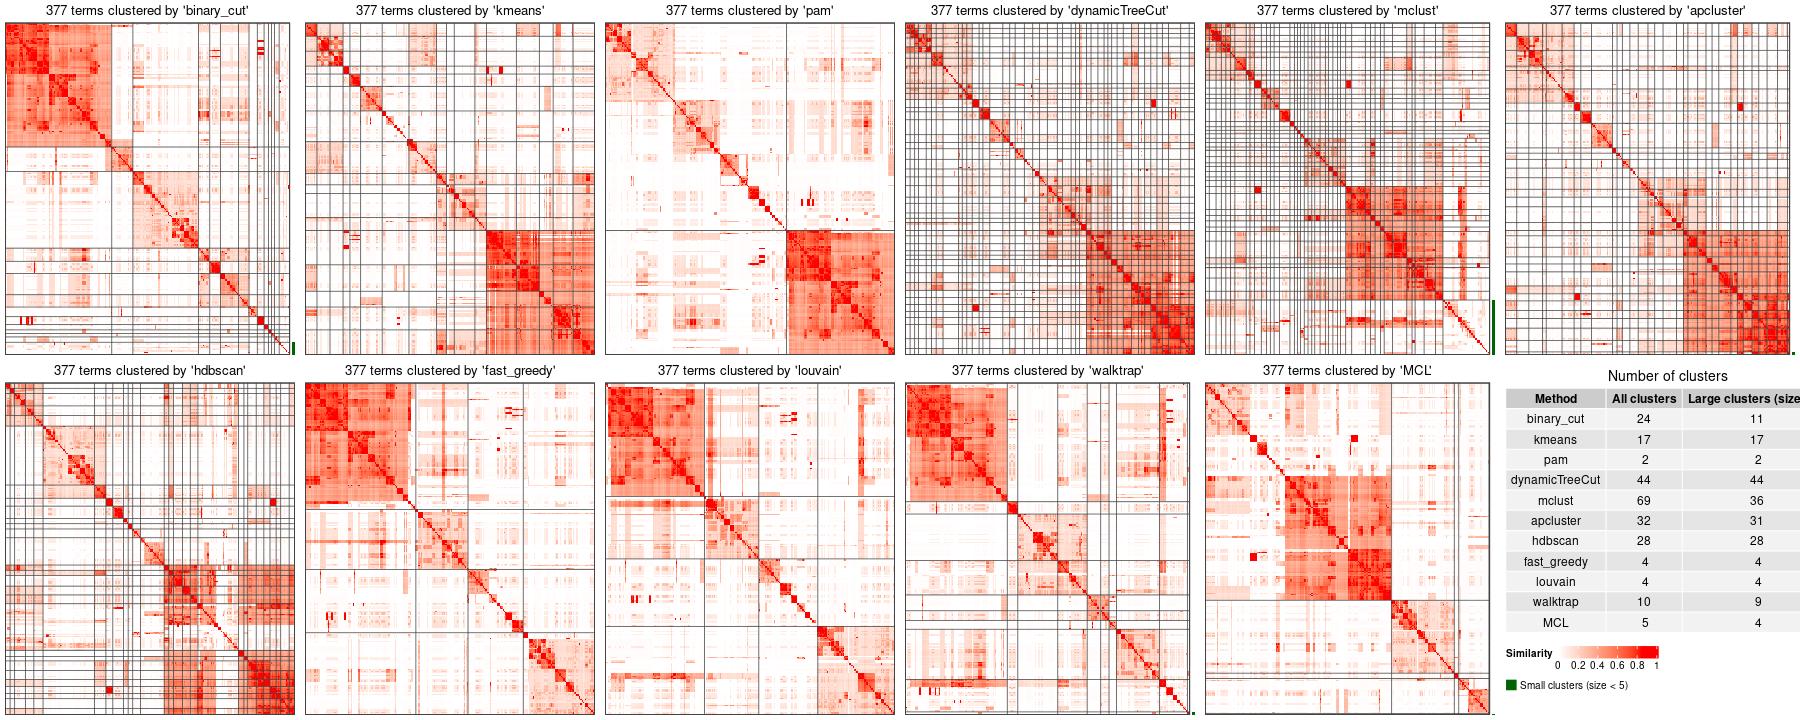 377 terms clustered by 'binary_cut'
377 terms clustered by 'kmeans'
377 terms clustered by 'pam'
377 terms clustered by 'dynamicTreeCut'
377 terms clustered by 'mclust'
377 terms clustered by 'apcluster'
377 terms clustered by 'hdbscan'
377 terms clustered by 'fast_greedy'
377 terms clustered by 'louvain'
377 terms clustered by 'walktrap'
377 terms clustered by 'MCL'
Number of clusters
Method All clusters Large clusters (size
binary_cut 24 11
kmeans 17 17
pam 2 2
dynamicTreeCut 44 44
mclust 69 36
apcluster 32 31
hdbscan 28 28
fast_greedy 4 4
louvain 4 4
walktrap 10 9
MCL 5 4
Similarity
0 0.2 0.4 0.6 0.8 1
Small clusters (size < 5)